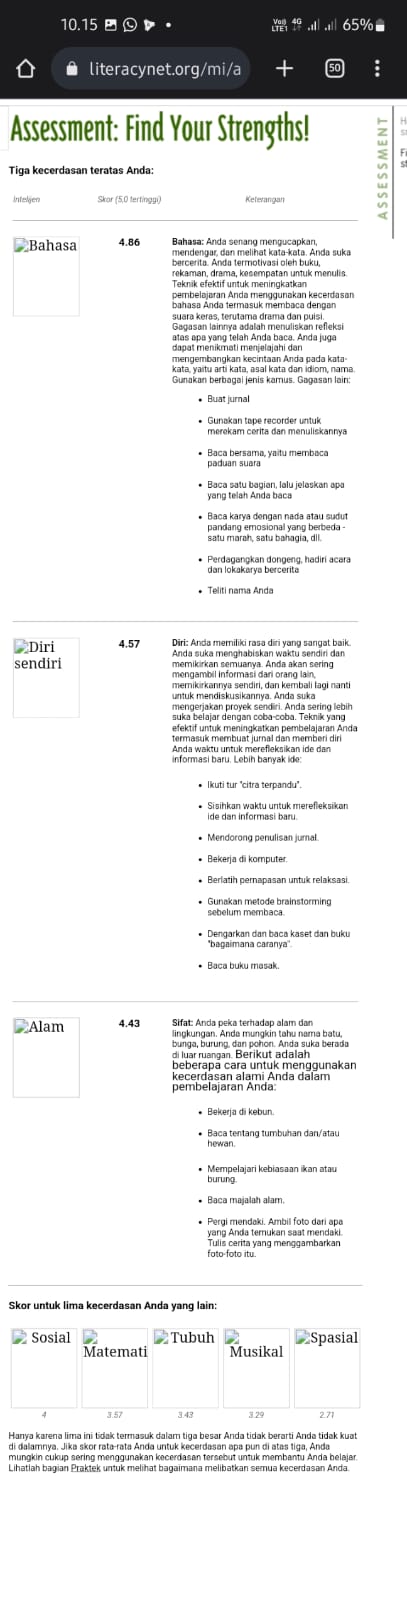 10.15
Vo)) LTE1 4G 65%
literacynet.org/mi/a
50
Assessment: Find Your Strengths!
ASSESSMENT
Tiga kecerdasan teratas Anda:
Intelijen Skor (5,0 tertinggi) Keterangan
Bahasa
4.86
Bahasa: Anda senang mengucapkan,
mendengar, dan melihat kata-kata. Anda suka
bercerita. Anda termotivasi oleh buku,
rekaman, drama, kesempatan untuk menulis.
Teknik efektif untuk meningkatkan
pembelajaran Anda menggunakan kecerdasan
bahasa Anda termasuk membaca dengan
suara keras, terutama drama dan puisi.
Gagasan lainnya adalah menuliskan refleksi
atas apa yang telah Anda baca. Anda juga
dapat menikmati menjelajahi dan
mengembangkan kecintaan Anda pada kata-
kata, yaitu arti kata, asal kata dan idiom, nama.
Gunakan berbagai jenis kamus. Gagasan lain:
• Buat jurnal
• Gunakan tape recorder untuk
merekam cerita dan menuliskannya
• Baca bersama, yaitu membaca
paduan suara
• Baca satu bagian, lalu jelaskan apa
yang telah Anda baca
• Baca karya dengan nada atau sudut
pandang emosional yang berbeda -
satu marah, satu bahagia, dll.
• Perdagangkan dongeng, hadiri acara
dan lokakarya bercerita
• Teliti nama Anda
Diri
sendiri
4.57
Diri: Anda memiliki rasa diri yang sangat baik.
Anda suka menghabiskan waktu sendiri dan
memikirkan semuanya. Anda akan sering
mengambil informasi dari orang lain,
memikirkannya sendiri, dan kembali lagi nanti
untuk mendiskusikannya. Anda suka
mengerjakan proyek sendiri. Anda sering lebih
suka belajar dengan coba-coba. Teknik yang
efektif untuk meningkatkan pembelajaran Anda
termasuk membuat jurnal dan memberi diri
Anda waktu untuk merefleksikan ide dan
informasi baru. Lebih banyak ide:
• Ikuti tur "citra terpandu".
• Sisihkan waktu untuk merefleksikan
ide dan informasi baru.
• Mendorong penulisan jurnal.
• Bekerja di komputer.
• Berlatih pernapasan untuk relaksasi.
• Gunakan metode brainstorming
sebelum membaca.
• Dengarkan dan baca kaset dan buku
"bagaimana caranya".
• Baca buku masak.
Alam
4.43
Sifat: Anda peka terhadap alam dan
lingkungan. Anda mungkin tahu nama batu,
bunga, burung, dan pohon. Anda suka berada
di luar ruangan. Berikut adalah
beberapa cara untuk menggunakan
kecerdasan alami Anda dalam
pembelajaran Anda:
• Bekerja di kebun.
• Baca tentang tumbuhan dan/atau
hewan.
• Mempelajari kebiasaan ikan atau
burung.
• Baca majalah alam.
• Pergi mendaki. Ambil foto dari apa
yang Anda temukan saat mendaki.
Tulis cerita yang menggambarkan
foto-foto itu.
Skor untuk lima kecerdasan Anda yang lain:
Sosial Matemati Tubuh Musikal Spasial
4 3.57 3.43 3.29 2.71
Hanya karena lima ini tidak termasuk dalam tiga besar Anda tidak berarti Anda tidak kuat
di dalamnya. Jika skor rata-rata Anda untuk kecerdasan apa pun di atas tiga, Anda
mungkin cukup sering menggunakan kecerdasan tersebut untuk membantu Anda belajar.
Lihatlah bagian Praktek untuk melihat bagaimana melibatkan semua kecerdasan Anda.